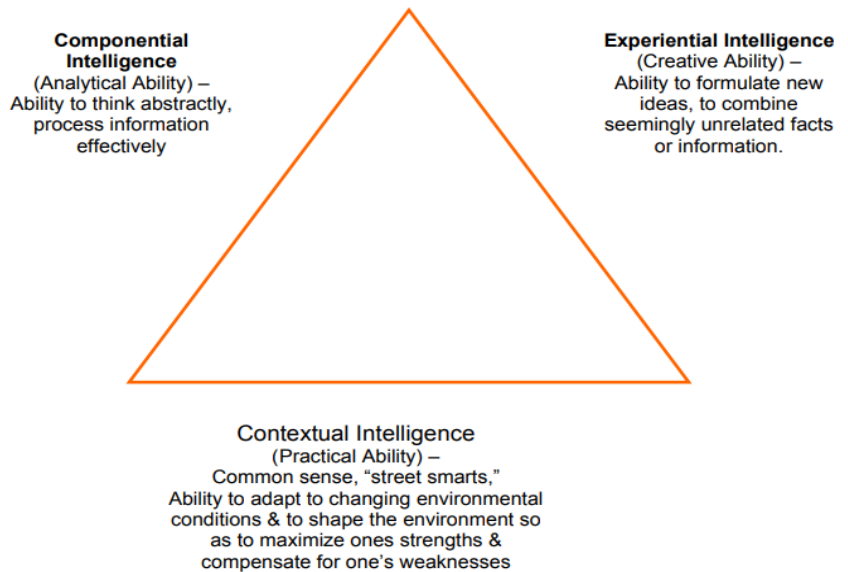 Componential
Intelligence
(Analytical Ability) –
Ability to think abstractly,
process information
effectively
Experiential Intelligence
(Creative Ability) –
Ability to formulate new
ideas, to combine
seemingly unrelated facts
or information.
Contextual Intelligence
(Practical Ability) –
Common sense, “street smarts,”
Ability to adapt to changing environmental
conditions & to shape the environment so
as to maximize ones strengths &
compensate for one’s weaknesses